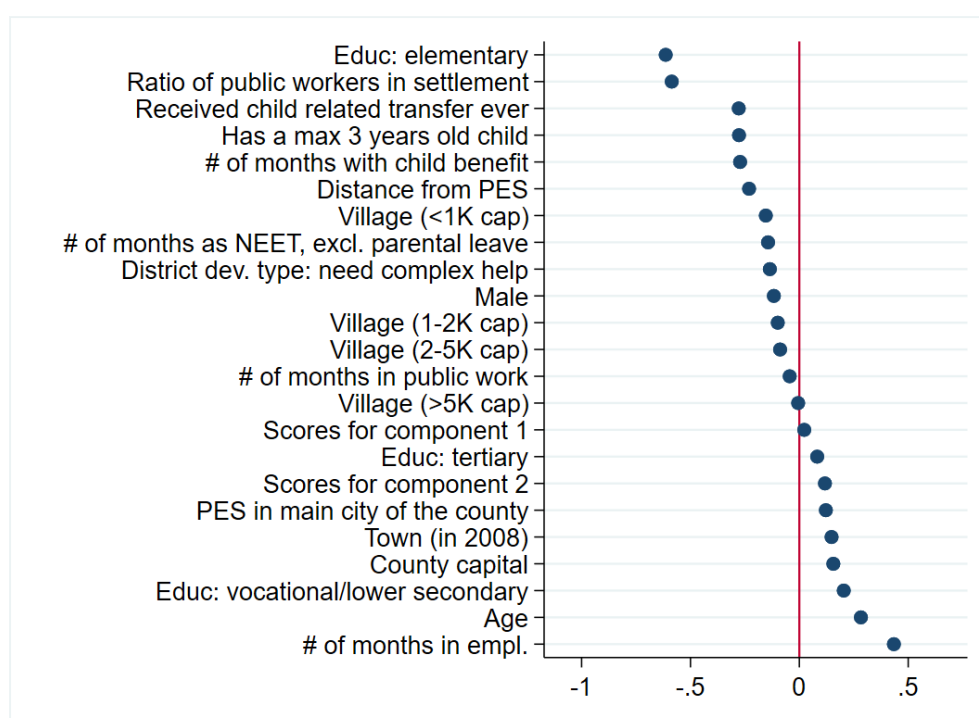 Educ: elementary
Ratio of public workers in settlement
Received child related transfer ever
Has a max 3 years old child
# of months with child benefit
Distance from PES
Village (<1K cap)
# of months as NEET, excl. parental leave
District dev. type: need complex help
Male
Village (1-2K cap)
Village (2-5K cap)
# of months in public work
Village (>5K cap)
Scores for component 1
Educ: tertiary
Scores for component 2
PES in main city of the county
Town (in 2008)
County capital
Educ: vocational/lower secondary
Age
# of months in empl.
-1 -.5 0 .5